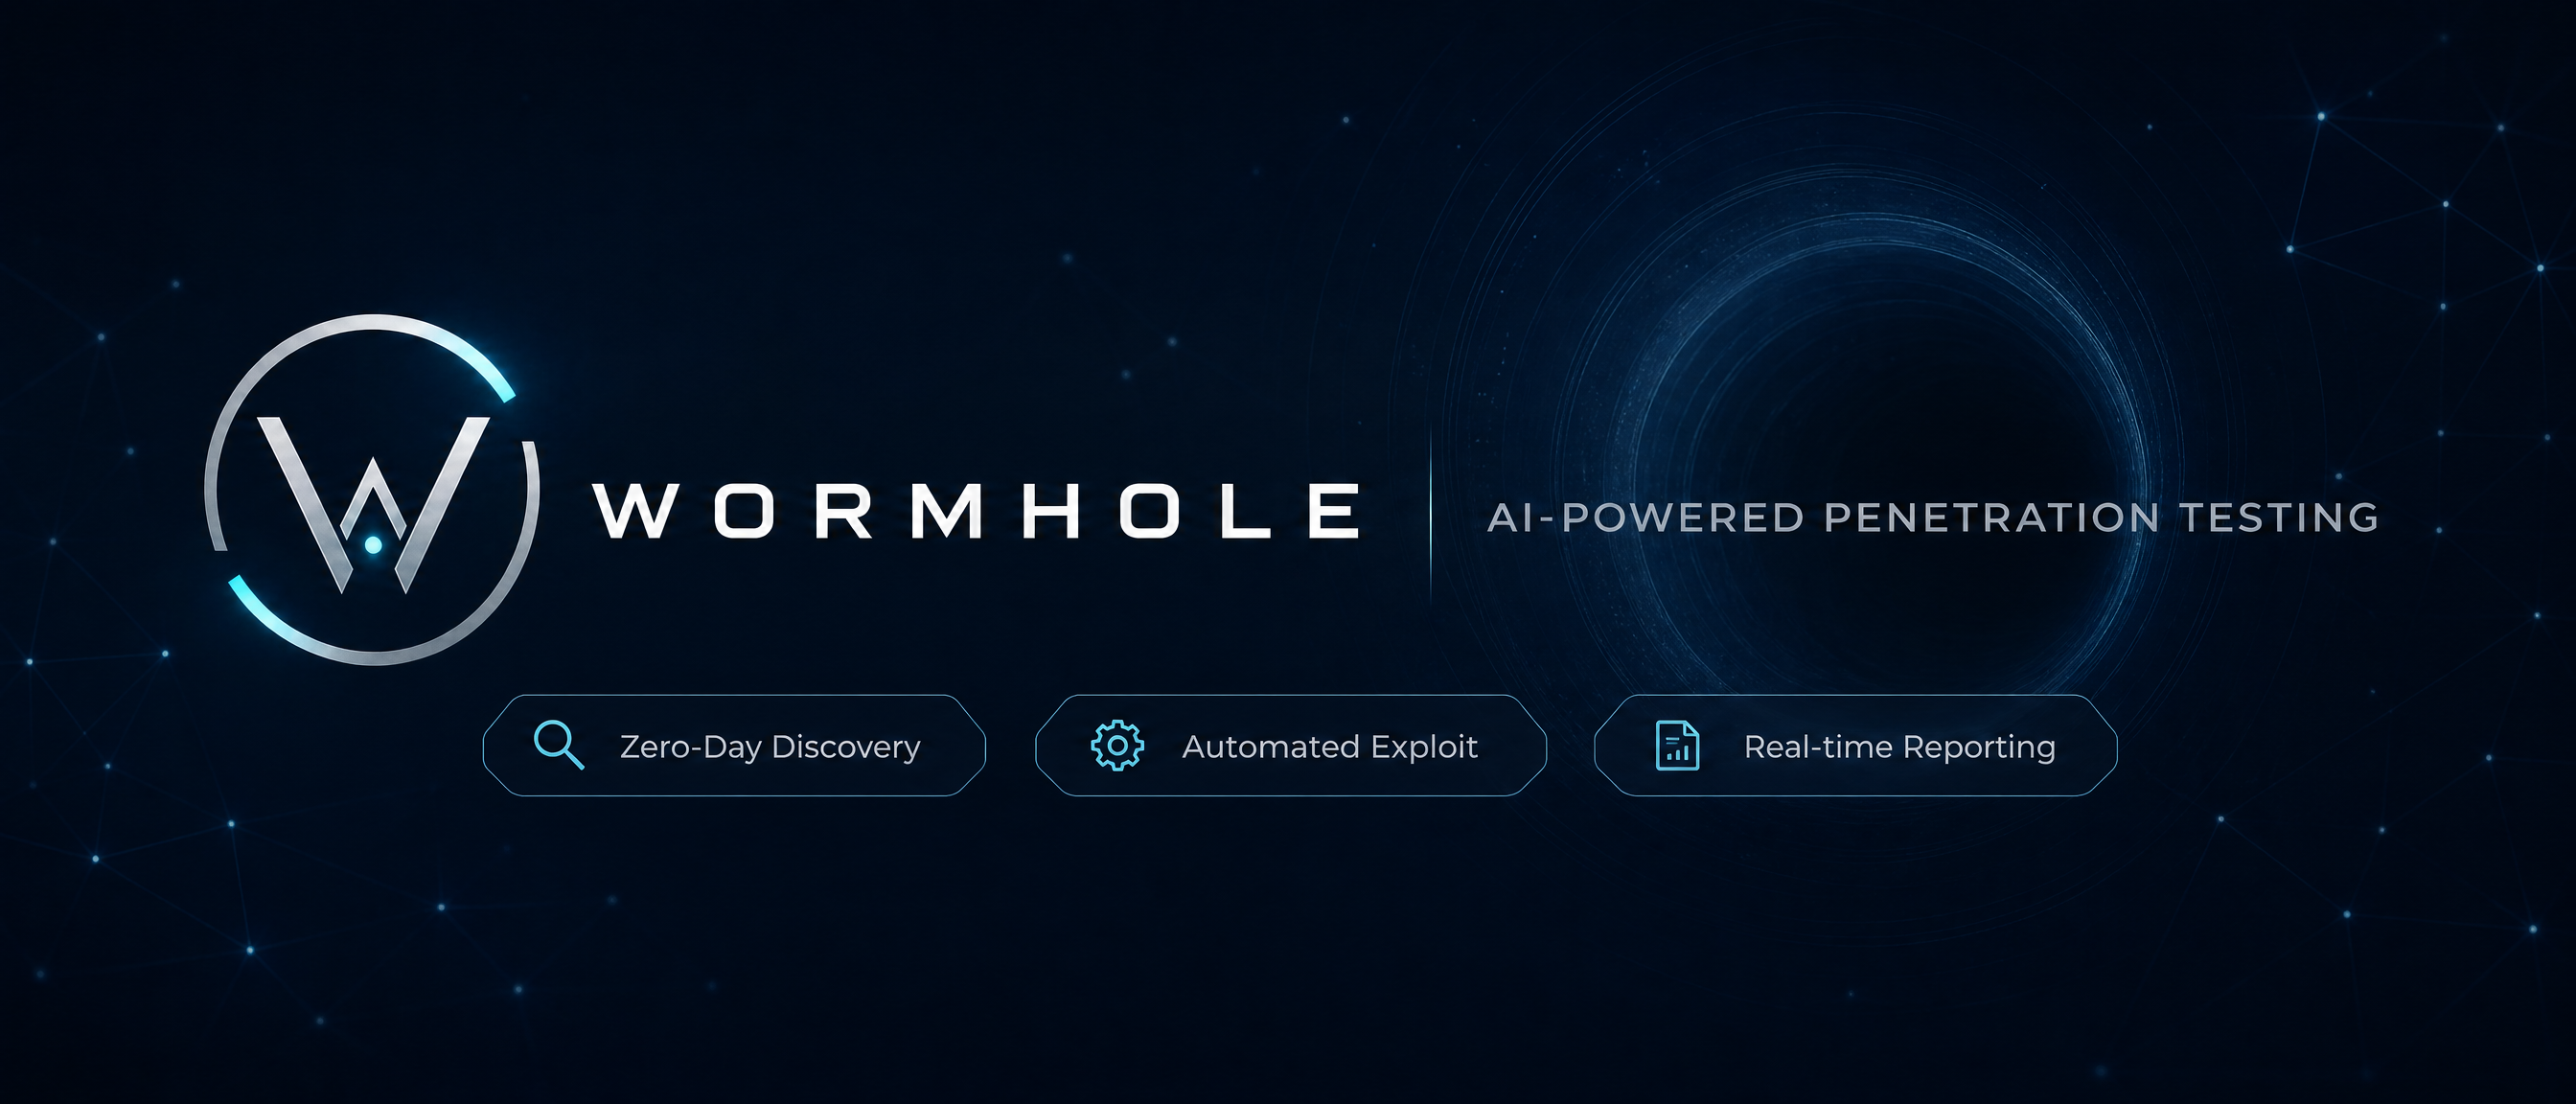 WORMHOLE
AI-POWERED PENETRATION TESTING
Zero-Day Discovery
Automated Exploit
Real-time Reporting